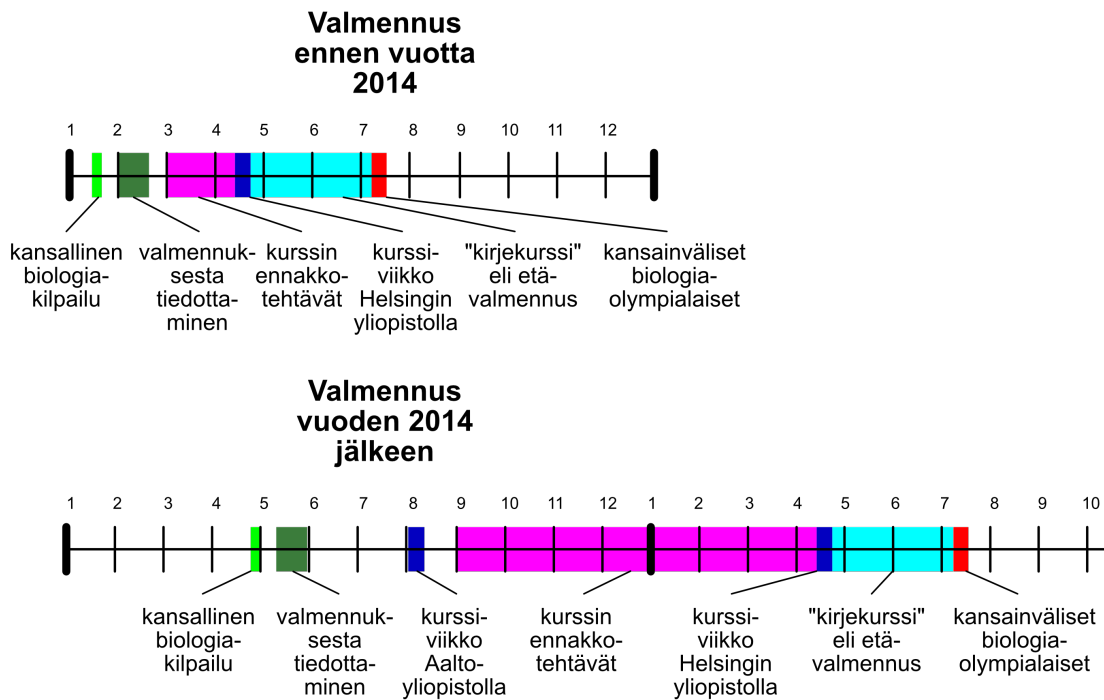 Valmennus
ennen vuotta
2014
1 2 3 4 5 6 7 8 9 10 11 12
kansallinen
biologia-
kilpailu
valmennuk-
sesta
tiedotta-
minen
kurssin
ennakko-
tehtävät
kurssi-
viikko
Helsingin
yliopistolla
"kirjekurssi"
eli etä-
valmennus
kansainväliset
biologia-
olympialaiset
Valmennus
vuoden 2014
jälkeen
1 2 3 4 5 6 7 8 9 10 11 12 1 2 3 4 5 6 7 8 9 10
kansallinen
biologia-
kilpailu
valmennuk-
sesta
tiedotta-
minen
kurssi-
viikko
Aalto-
yliopistolla
kurssin
ennakko-
tehtävät
kurssi-
viikko
Helsingin
yliopistolla
"kirjekurssi"
eli etä-
valmennus
kansainväliset
biologia-
olympialaiset